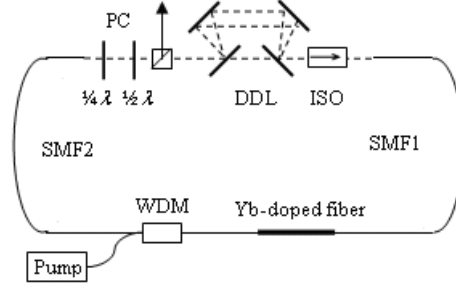 PC
¼ λ ½ λ
DDL ISO
SMF2
SMF1
WDM
Yb-doped fiber
Pump